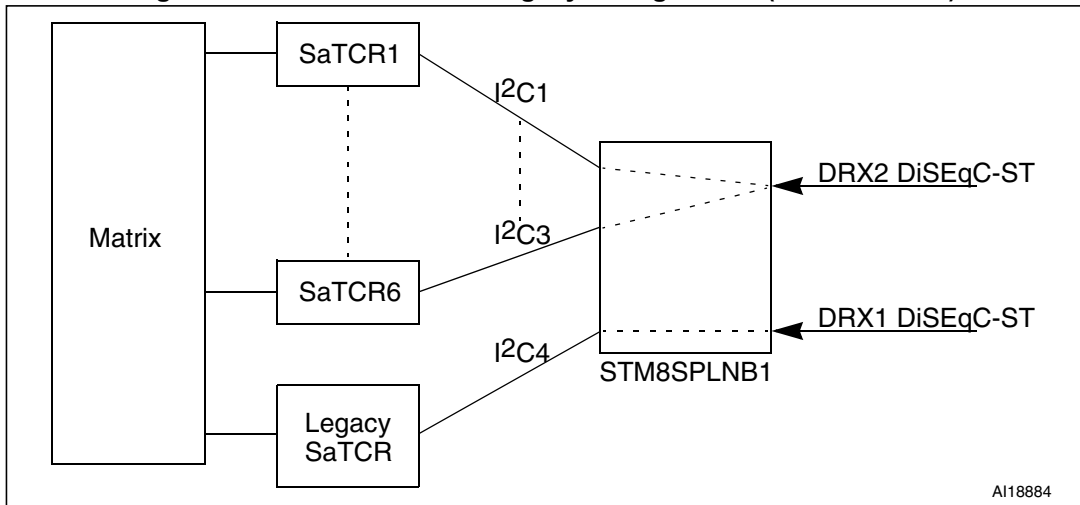 SaTCR1
I2C1
DRX2 DiSEqC-ST
Matrix
I2C3
SaTCR6
DRX1 DiSEqC-ST
I2C4
STM8SPLNB1
Legacy
SaTCR
AI18884